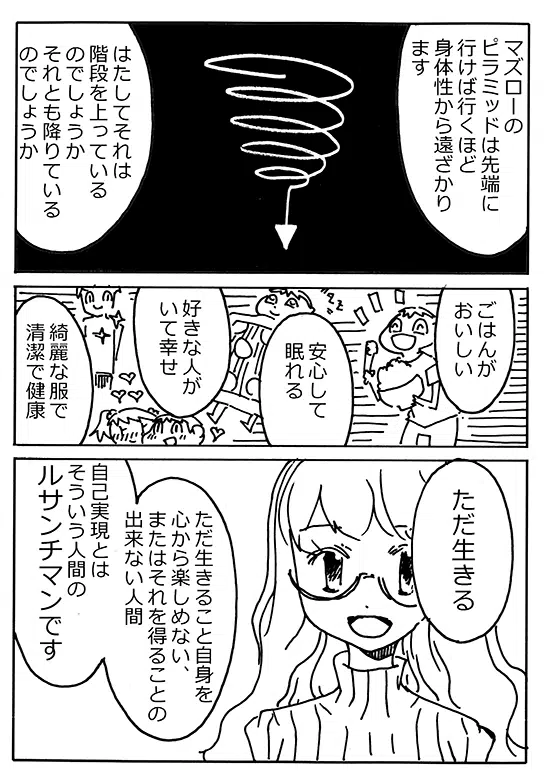 マズローの
ピラミッドは先端に
行けば行くほど
身体性から遠ざかり
ます
はたしてそれは
階段を上っている
のでしょうか
それとも降りている
のでしょうか
ごはんが
おいしい
安心して
眠れる
好きな人が
いて幸せ
綺麗な服で
清潔で健康
ただ生きる
ただ生きること自身を
心から楽しめない、
またはそれを得ることの
出来ない人間
自己実現とは
そういう人間の
ルサンチマンです